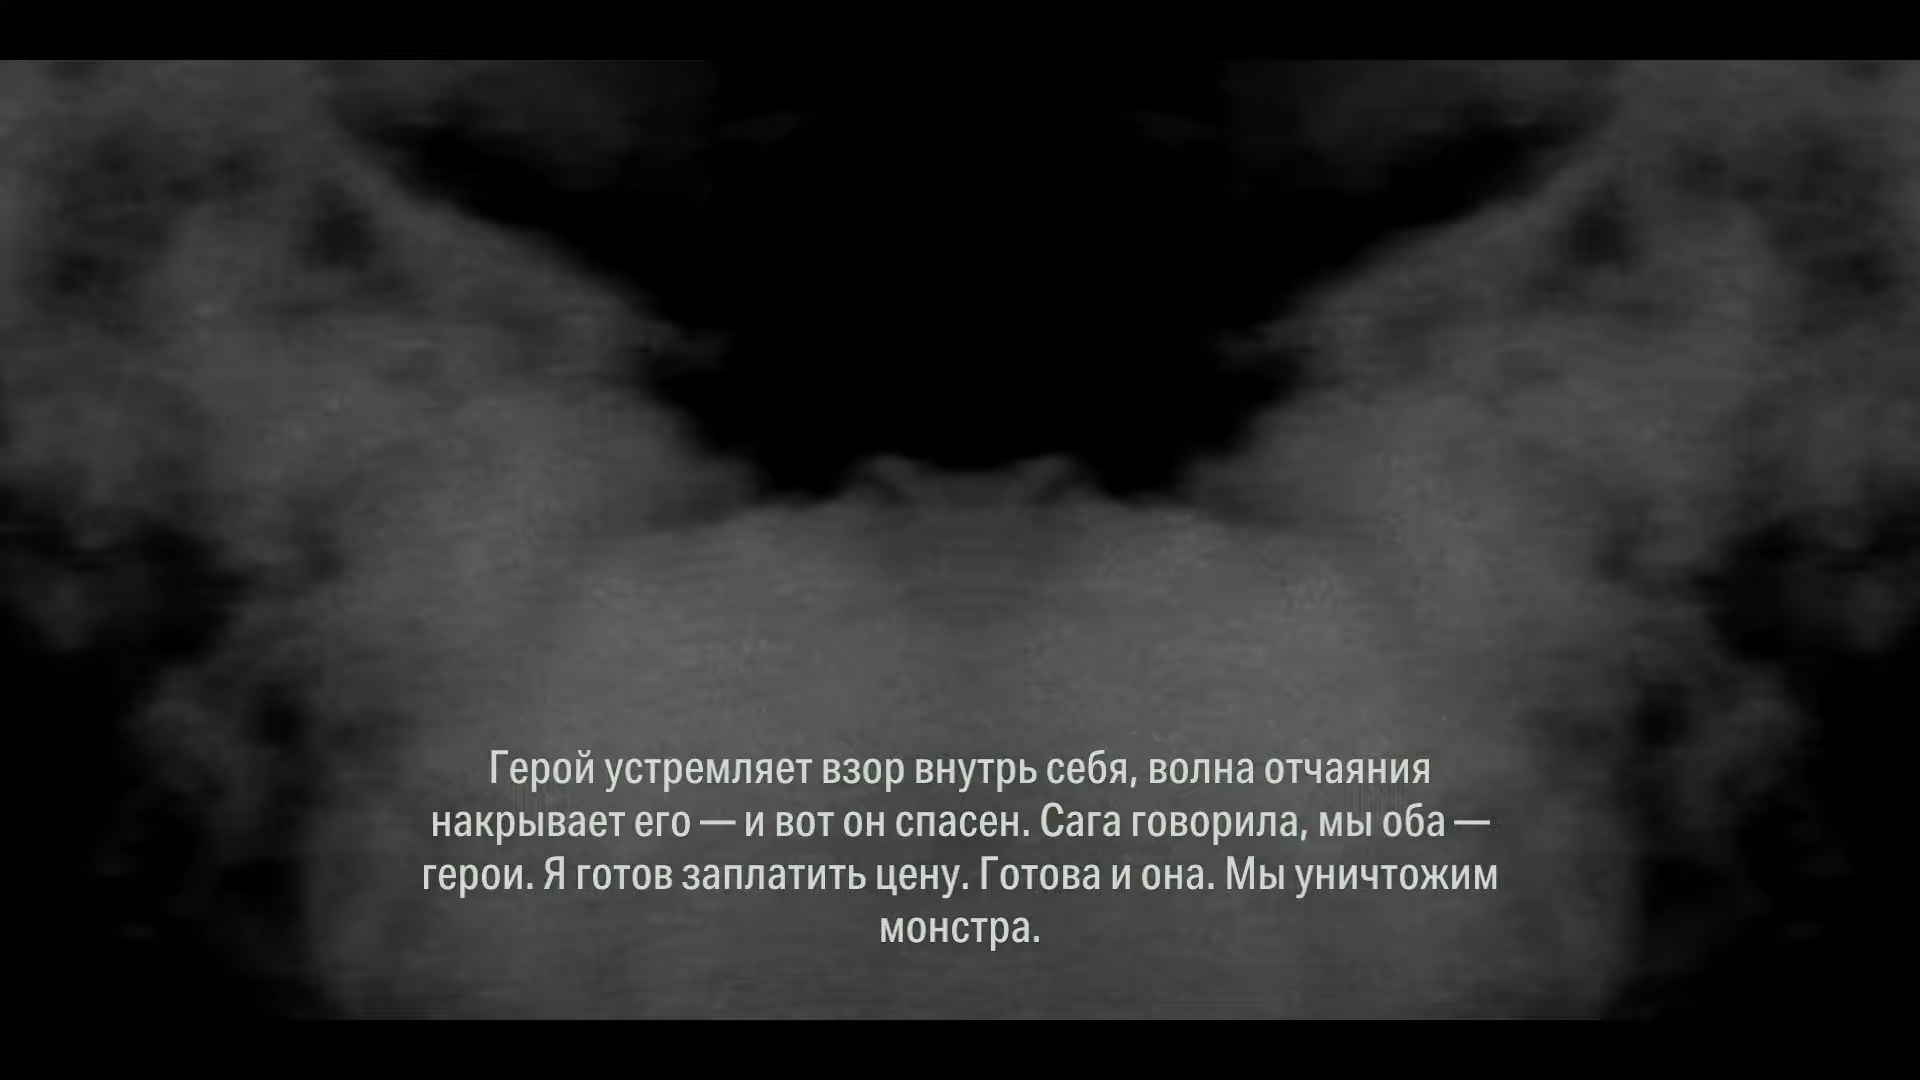 Герой устремляет взор внутрь себя, волна отчаяния
накрывает его — и вот он спасен. Сага говорила, мы оба —
герои. Я готов заплатить цену. Готова и она. Мы уничтожим
монстра.